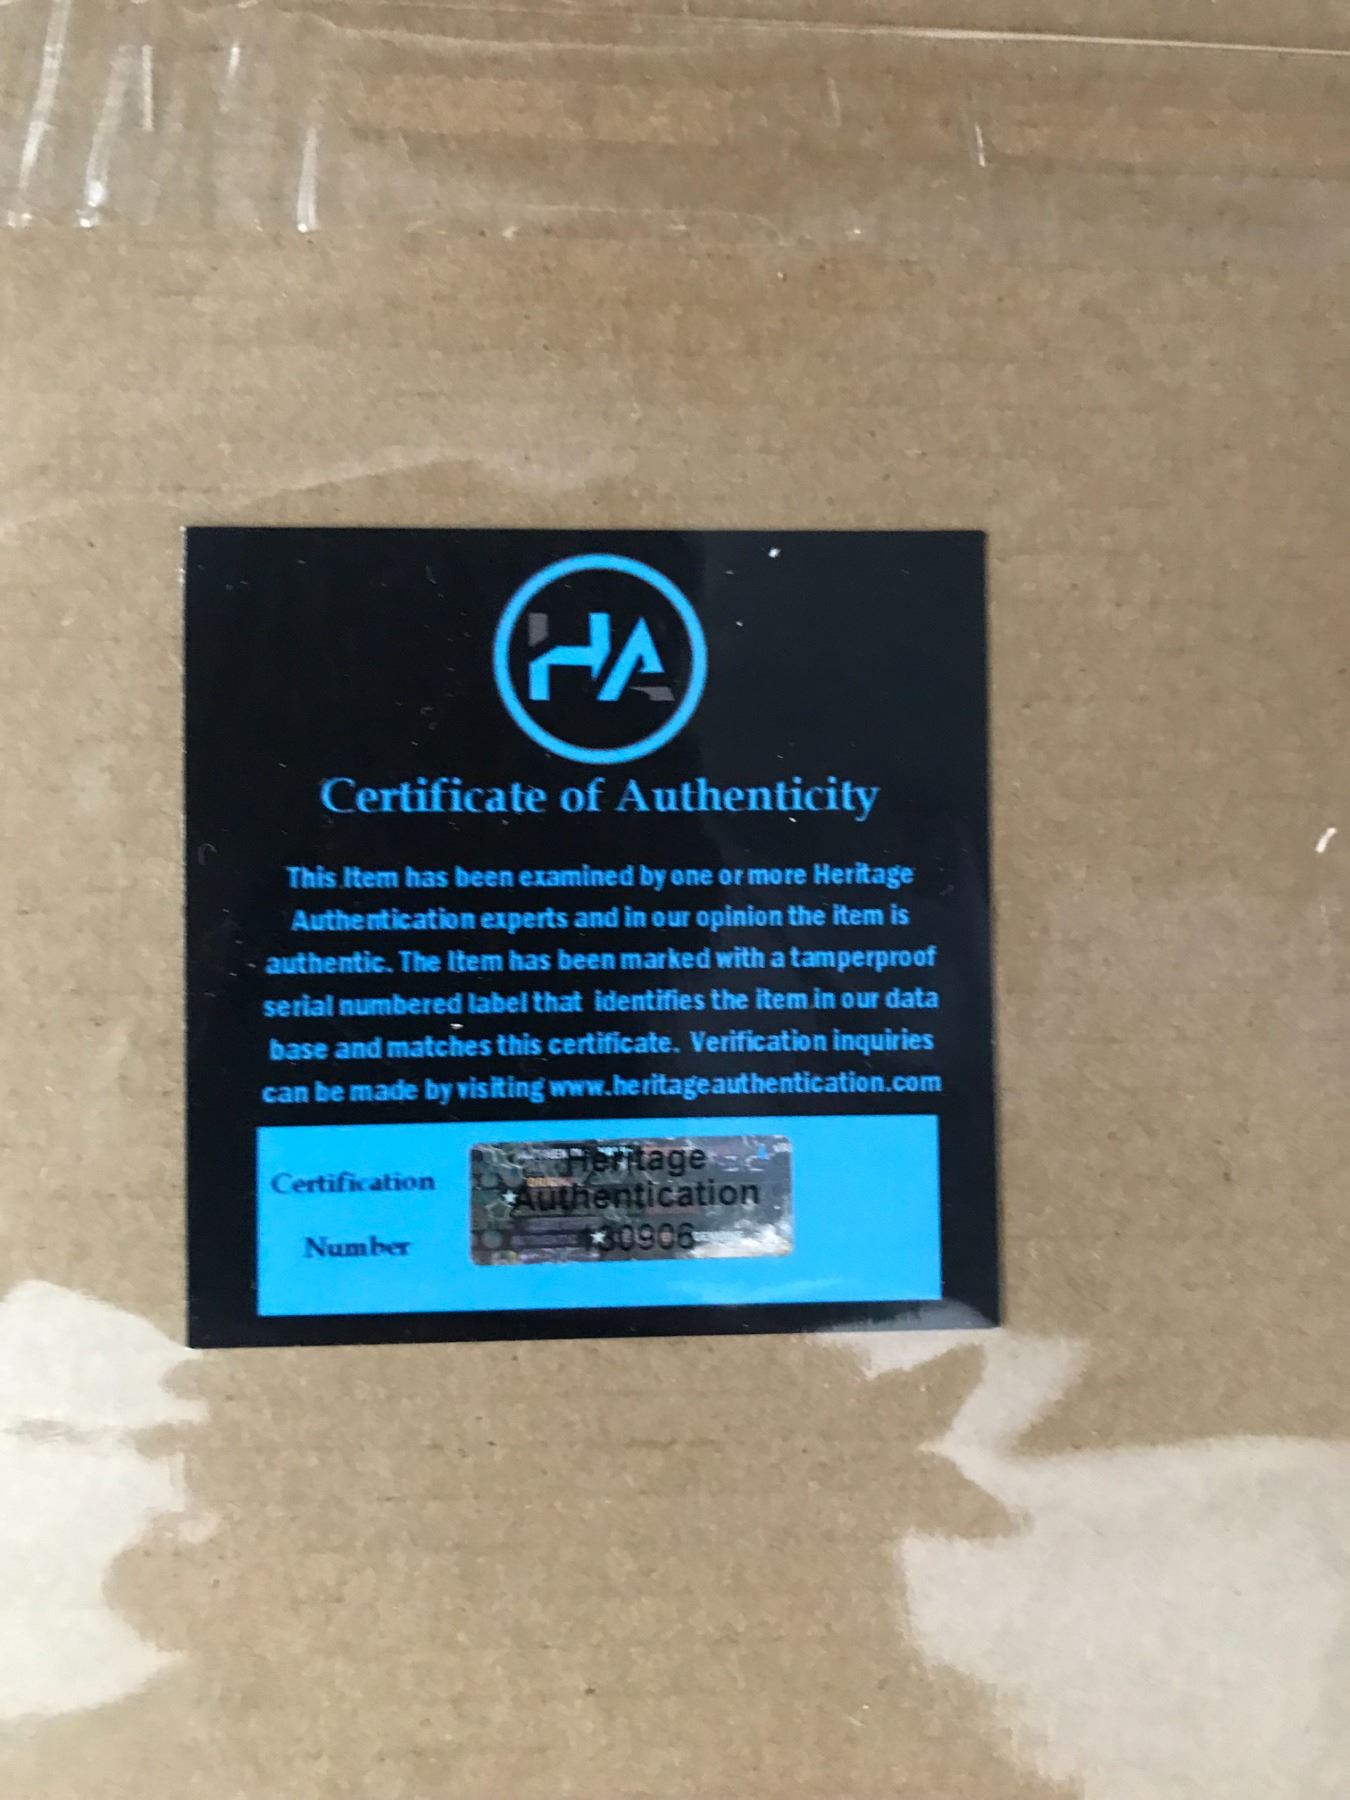 HA
Certificate of Authenticity
This Item has been examined by one or more Heritage
Authentication experts and in our opinion the item is
authentic. The Item has been marked with a tamperproof
serial numbered label that identifies the item in our data
base and matches this certificate. Verification inquiries
can be made by visiting www.heritageauthentication.com
Certification
Number
Heritage
Authentication
130906